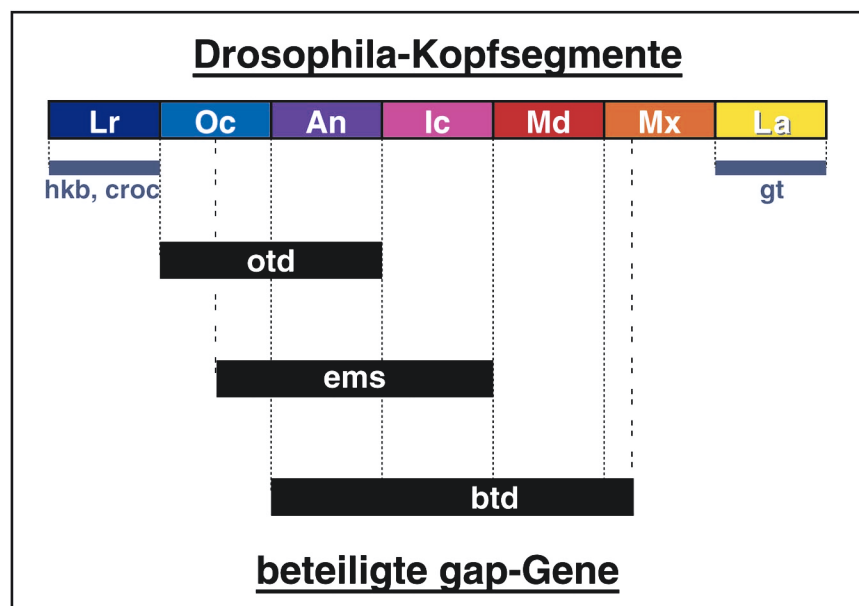 Drosophila-Kopfsegmente
Lr Oc An Ic Md Mx La
hkb, croc gt
otd
ems
btd
beteiligte gap-Gene